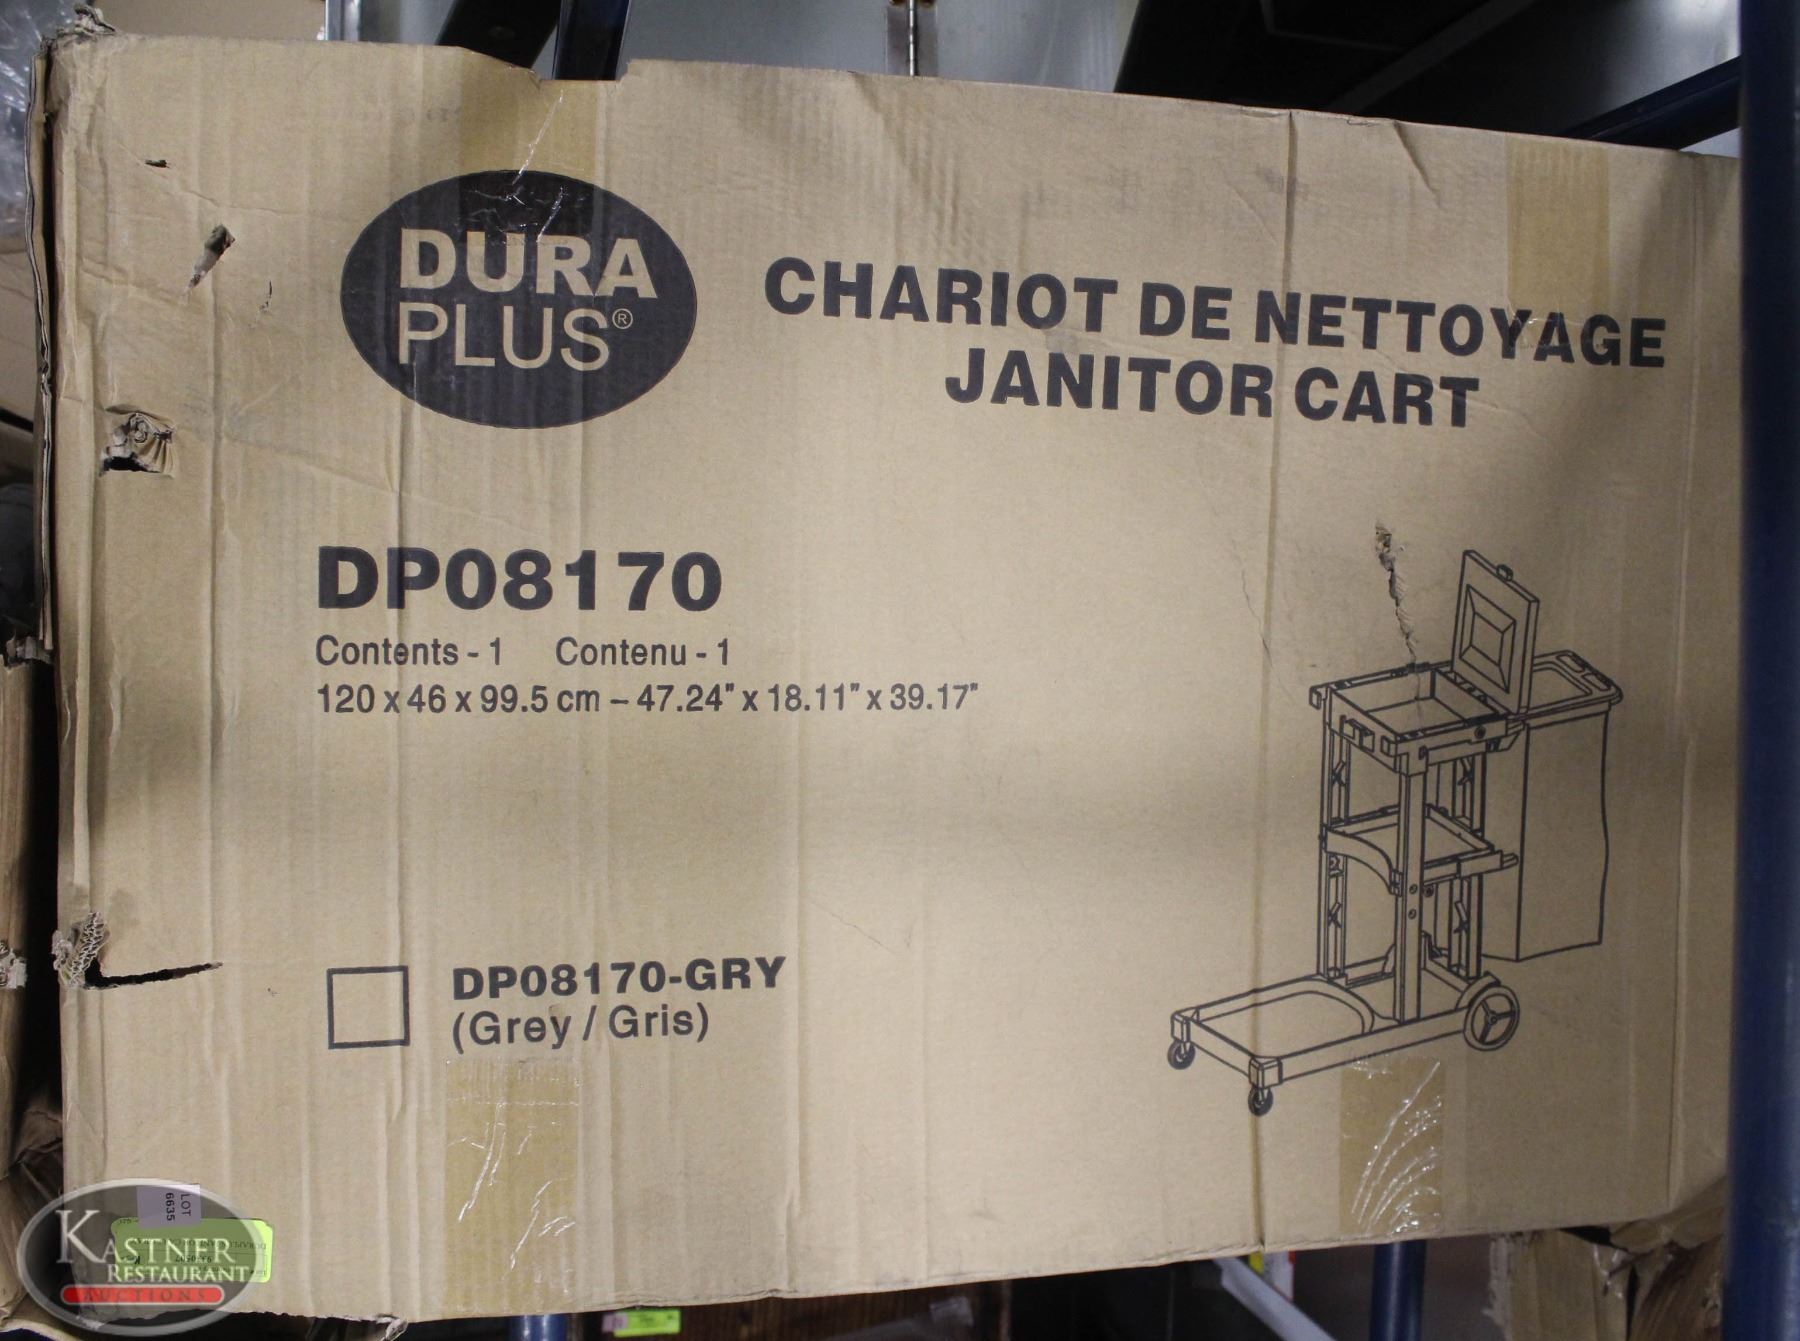 DURA
PLUS®
CHARIOT DE NETTOYAGE
JANITOR CART
DP08170
Contents - 1 Contenu - 1
120 x 46 x 99.5 cm – 47.24" x 18.11" x 39.17"
DP08170-GRY
(Grey / Gris)
LOT
6635
KASTNER
RESTAURANT
AUCTIONS